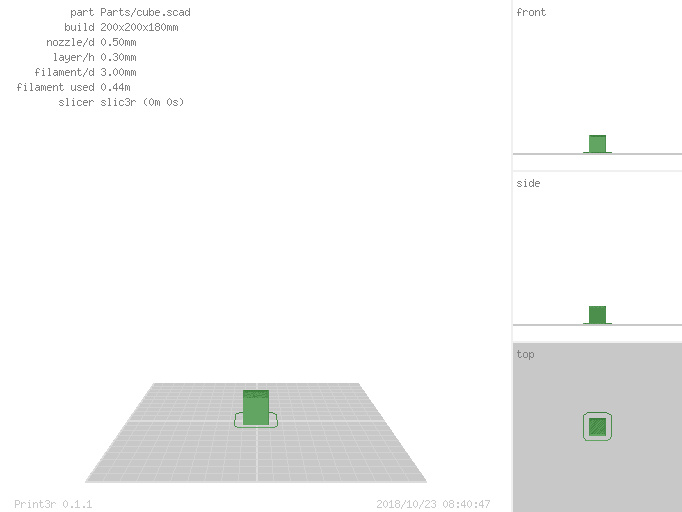 part Parts/cube.scad
build 200x200x180mm
nozzle/d 0.50mm
layer/h 0.30mm
filament/d 3.00mm
filament used 0.44m
slicer slic3r (0m 0s)
front
side
top
Print3r 0.1.1
2018/10/23 08:40:47